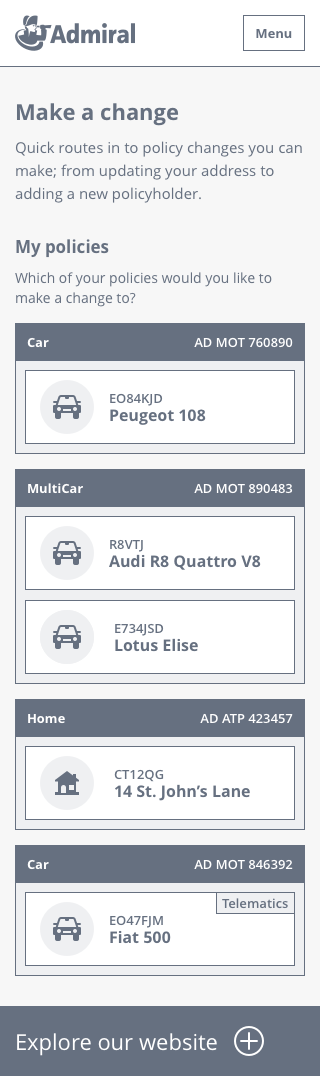 Admiral
Menu
Make a change
Quick routes in to policy changes you can
make; from updating your address to
adding a new policyholder.
My policies
Which of your policies would you like to
make a change to?
Car AD MOT 760890
EO84KJD
Peugeot 108
MultiCar AD MOT 890483
R8VTJ
Audi R8 Quattro V8
E734JSD
Lotus Elise
Home AD ATP 423457
CT12QG
14 St. John’s Lane
Car AD MOT 846392
Telematics
EO47FJM
Fiat 500
Explore our website